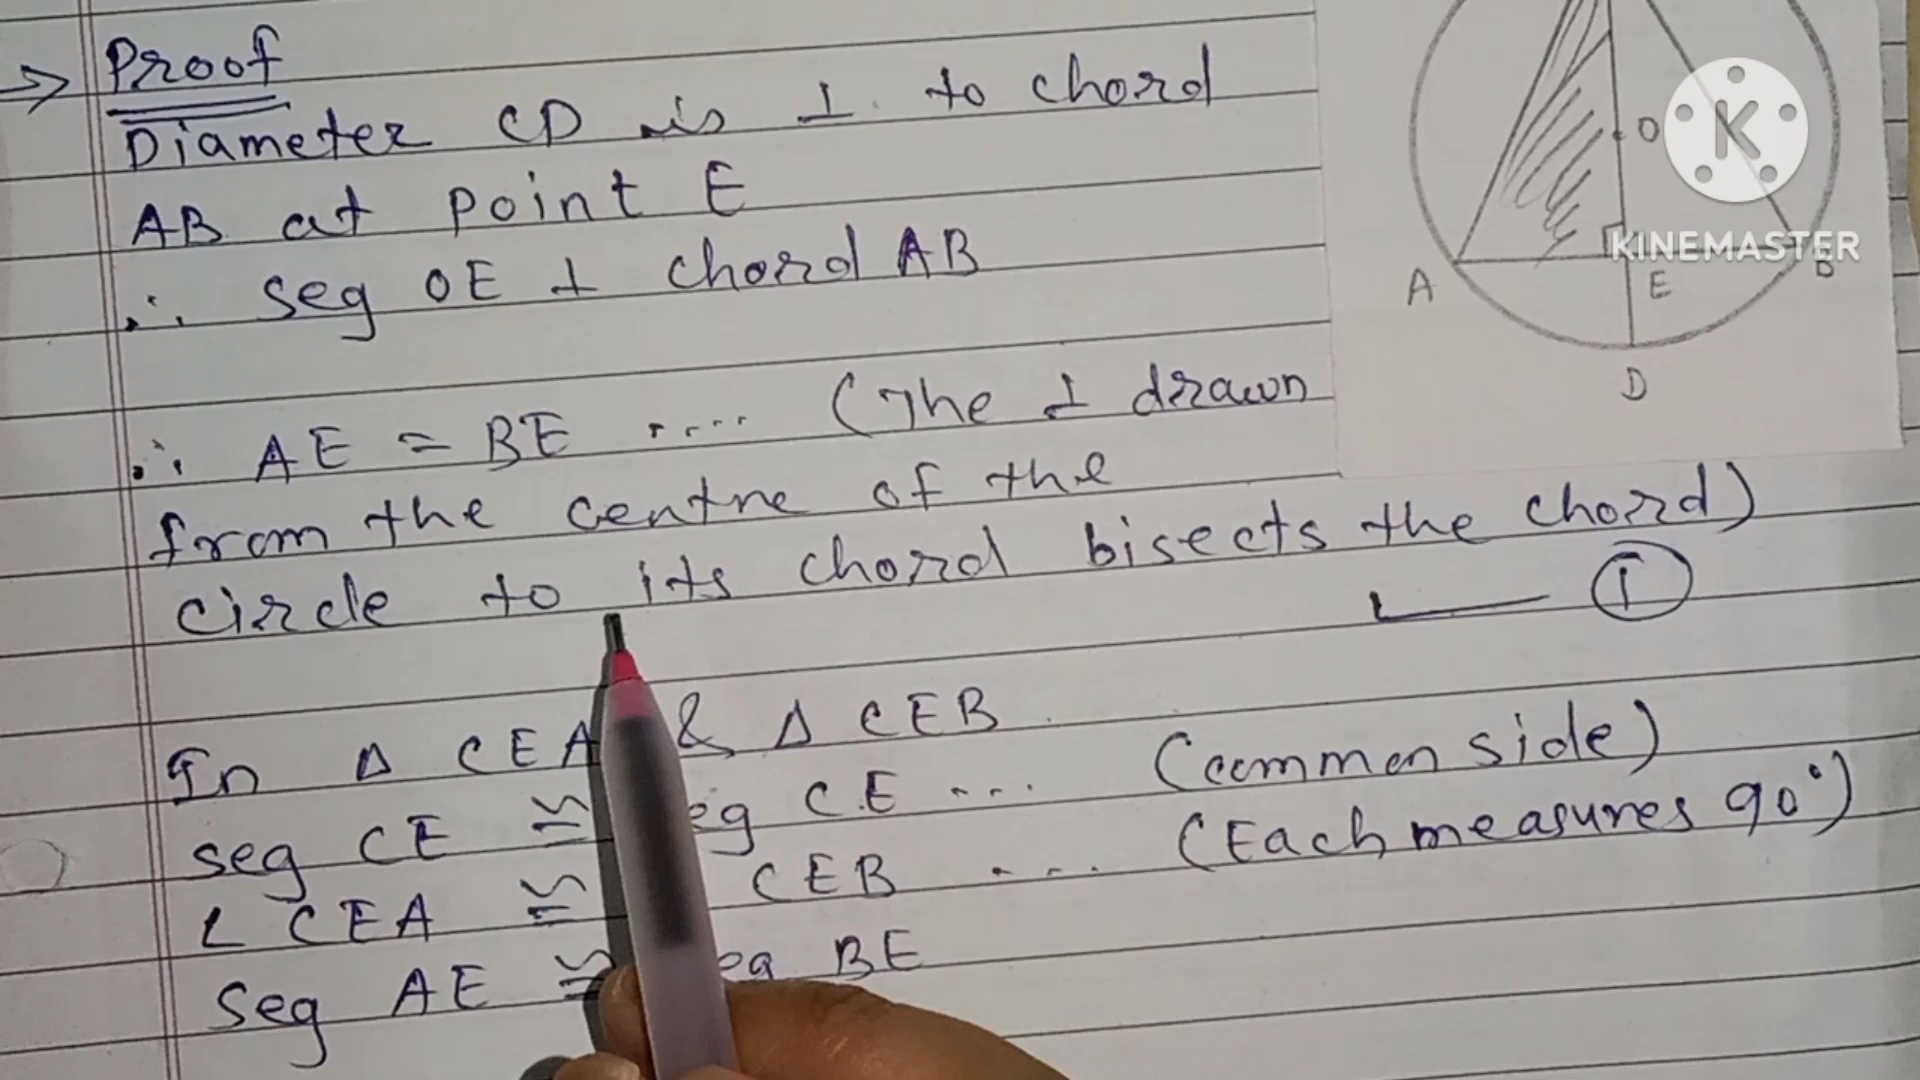 Proof
Diameter CD is ⊥ to chord
AB at point E
∴ seg OE ⊥ chord AB
∴ AE = BE .... (The ⊥ drawn
from the centre of the
circle to its chord bisects the chord)
I
In Δ CEA & Δ CEB
seg CE ≅ seg CE ... (common side)
∠ CEA ≅ CEB ... (Each measures 90°)
seg AE ≅ seg BE
O
K
KINEMASTER
A
E
B
D